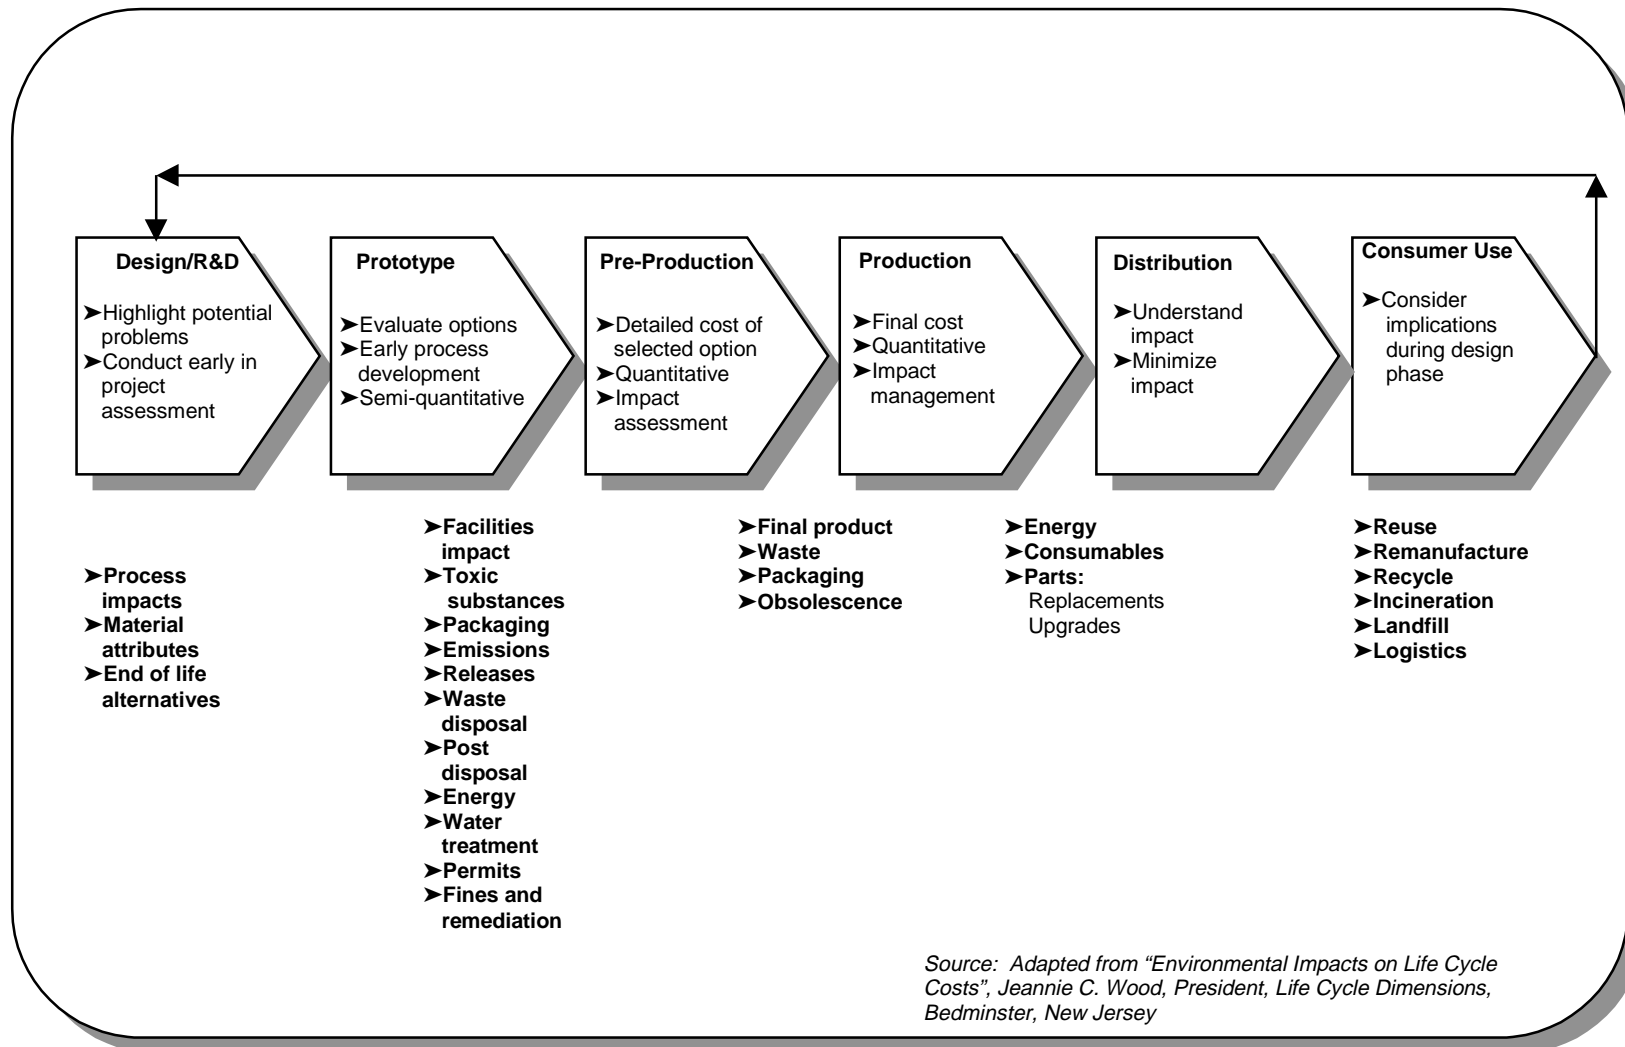 Design/R&D
➤Highlight potential
problems
➤Conduct early in
project
assessment
Prototype
➤Evaluate options
➤Early process
development
➤Semi-quantitative
Pre-Production
➤Detailed cost of
selected option
➤Quantitative
➤Impact
assessment
Production
➤Final cost
➤Quantitative
➤Impact
management
Distribution
➤Understand
impact
➤Minimize
impact
Consumer Use
➤Consider
implications
during design
phase
➤Process
impacts
➤Material
attributes
➤End of life
alternatives
➤Facilities
impact
➤Toxic
substances
➤Packaging
➤Emissions
➤Releases
➤Waste
disposal
➤Post
disposal
➤Energy
➤Water
treatment
➤Permits
➤Fines and
remediation
➤Final product
➤Waste
➤Packaging
➤Obsolescence
➤Energy
➤Consumables
➤Parts:
Replacements
Upgrades
➤Reuse
➤Remanufacture
➤Recycle
➤Incineration
➤Landfill
➤Logistics
Source: Adapted from “Environmental Impacts on Life Cycle
Costs”, Jeannie C. Wood, President, Life Cycle Dimensions,
Bedminster, New Jersey